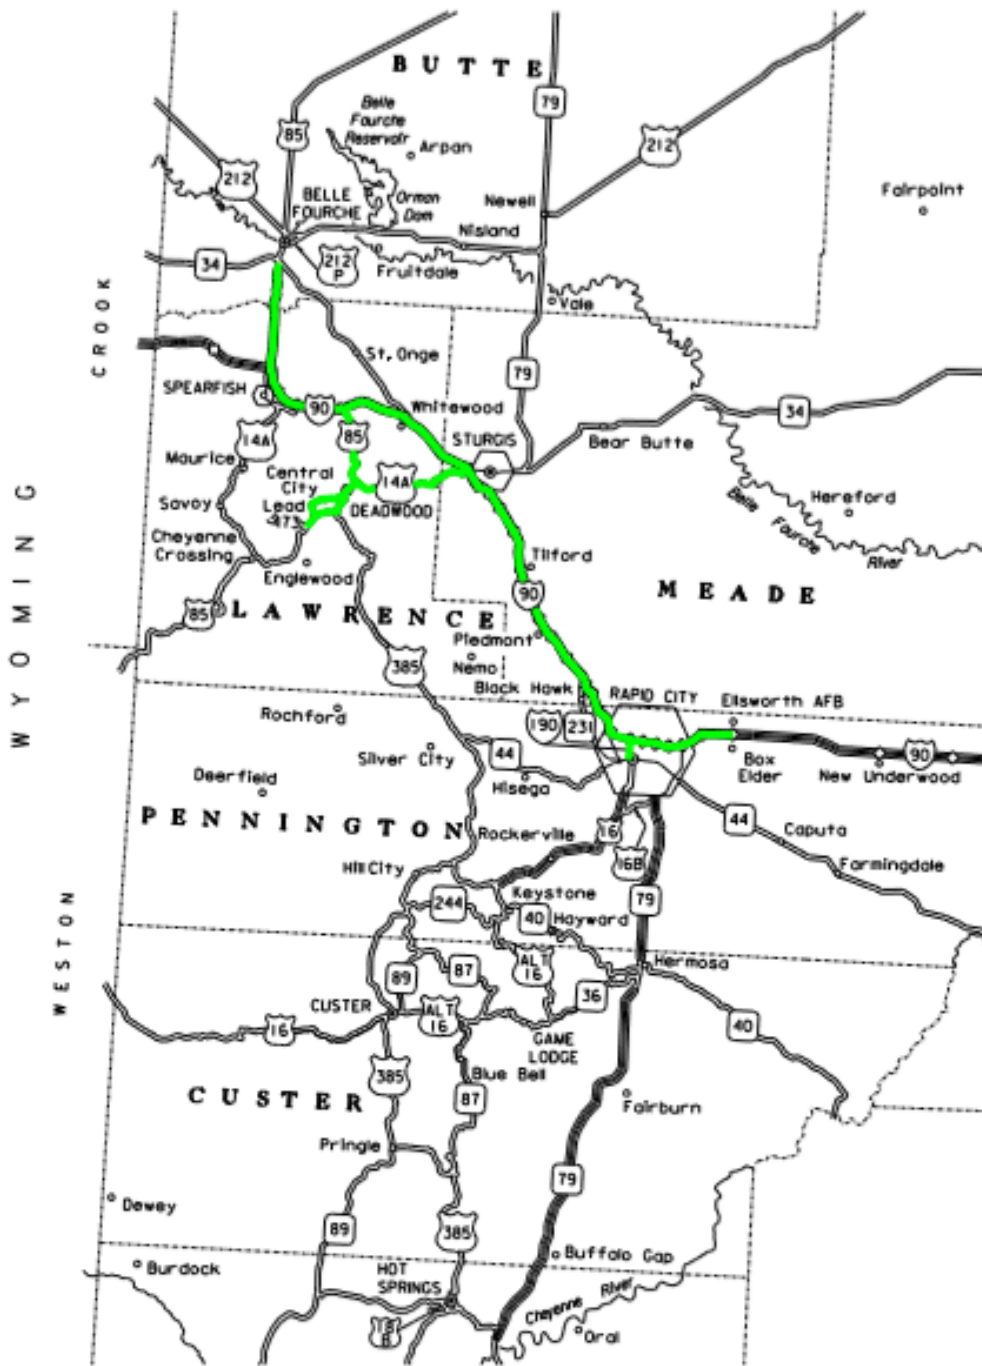 BUTTE
79
Belle
Fourche
Reservoir
85
Arpan
212
212
BELLE
FOURCHE
Orman
Dam
Newell
Fairpoint
Nisland
34
212
P
Fruitdale
Vale
CROOK
St. Onge
79
SPEARFISH
90
Whitewood
34
14A
85
STURGIS
Bear Butte
Maurice
Central
City
14A
Savoy
Lead
473
DEADWOOD
Belle
Fourche
River
Hereford
Cheyenne
Crossing
Englewood
Tilford
WYOMING
85
LAWRENCE
90
MEADE
Piedmont
Nemo
385
Black Hawk
RAPID CITY
Ellsworth AFB
Rochford
190
231
Silver City
44
Box
Elder
New Underwood
90
Deerfield
Hisega
PENNINGTON
Rockerville
16
16B
44
Caputa
Farmingdale
Hill City
Keystone
79
244
40
Hayward
WESTON
89
87
ALT
16
Hermosa
36
CUSTER
ALT
16
40
16
GAME
LODGE
385
Blue Bell
CUSTER
87
Fairburn
Pringle
79
Dewey
89
385
Buffalo Gap
Burdock
HOT
SPRINGS
Cheyenne
River
18
B
Oral